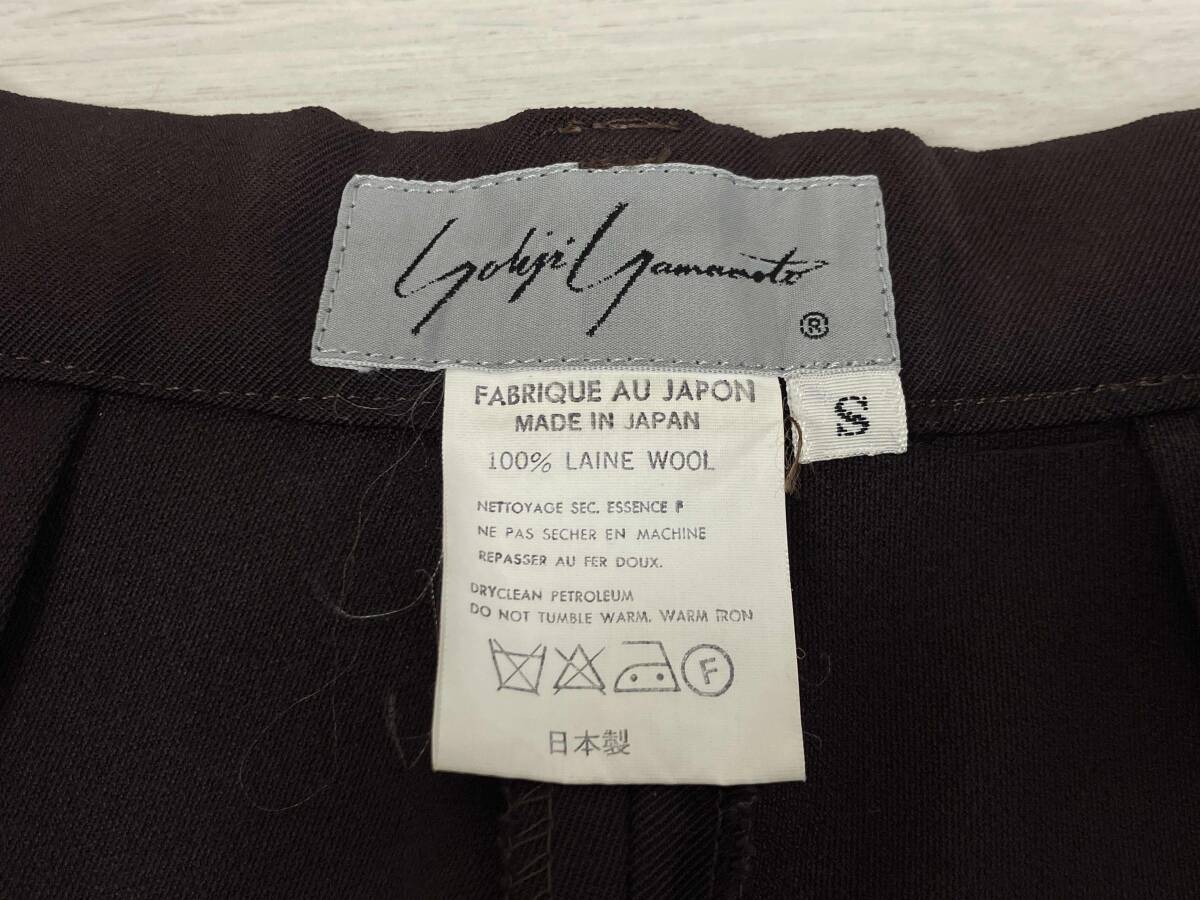 Yohji Yamamoto
®
FABRIQUE AU JAPON
MADE IN JAPAN
S
100% LAINE WOOL
NETTOYAGE SEC. ESSENCE F
NE PAS SECHER EN MACHINE
REPASSER AU FER DOUX.
DRYCLEAN PETROLEUM
DO NOT TUMBLE WARM. WARM IRON
F
日本製